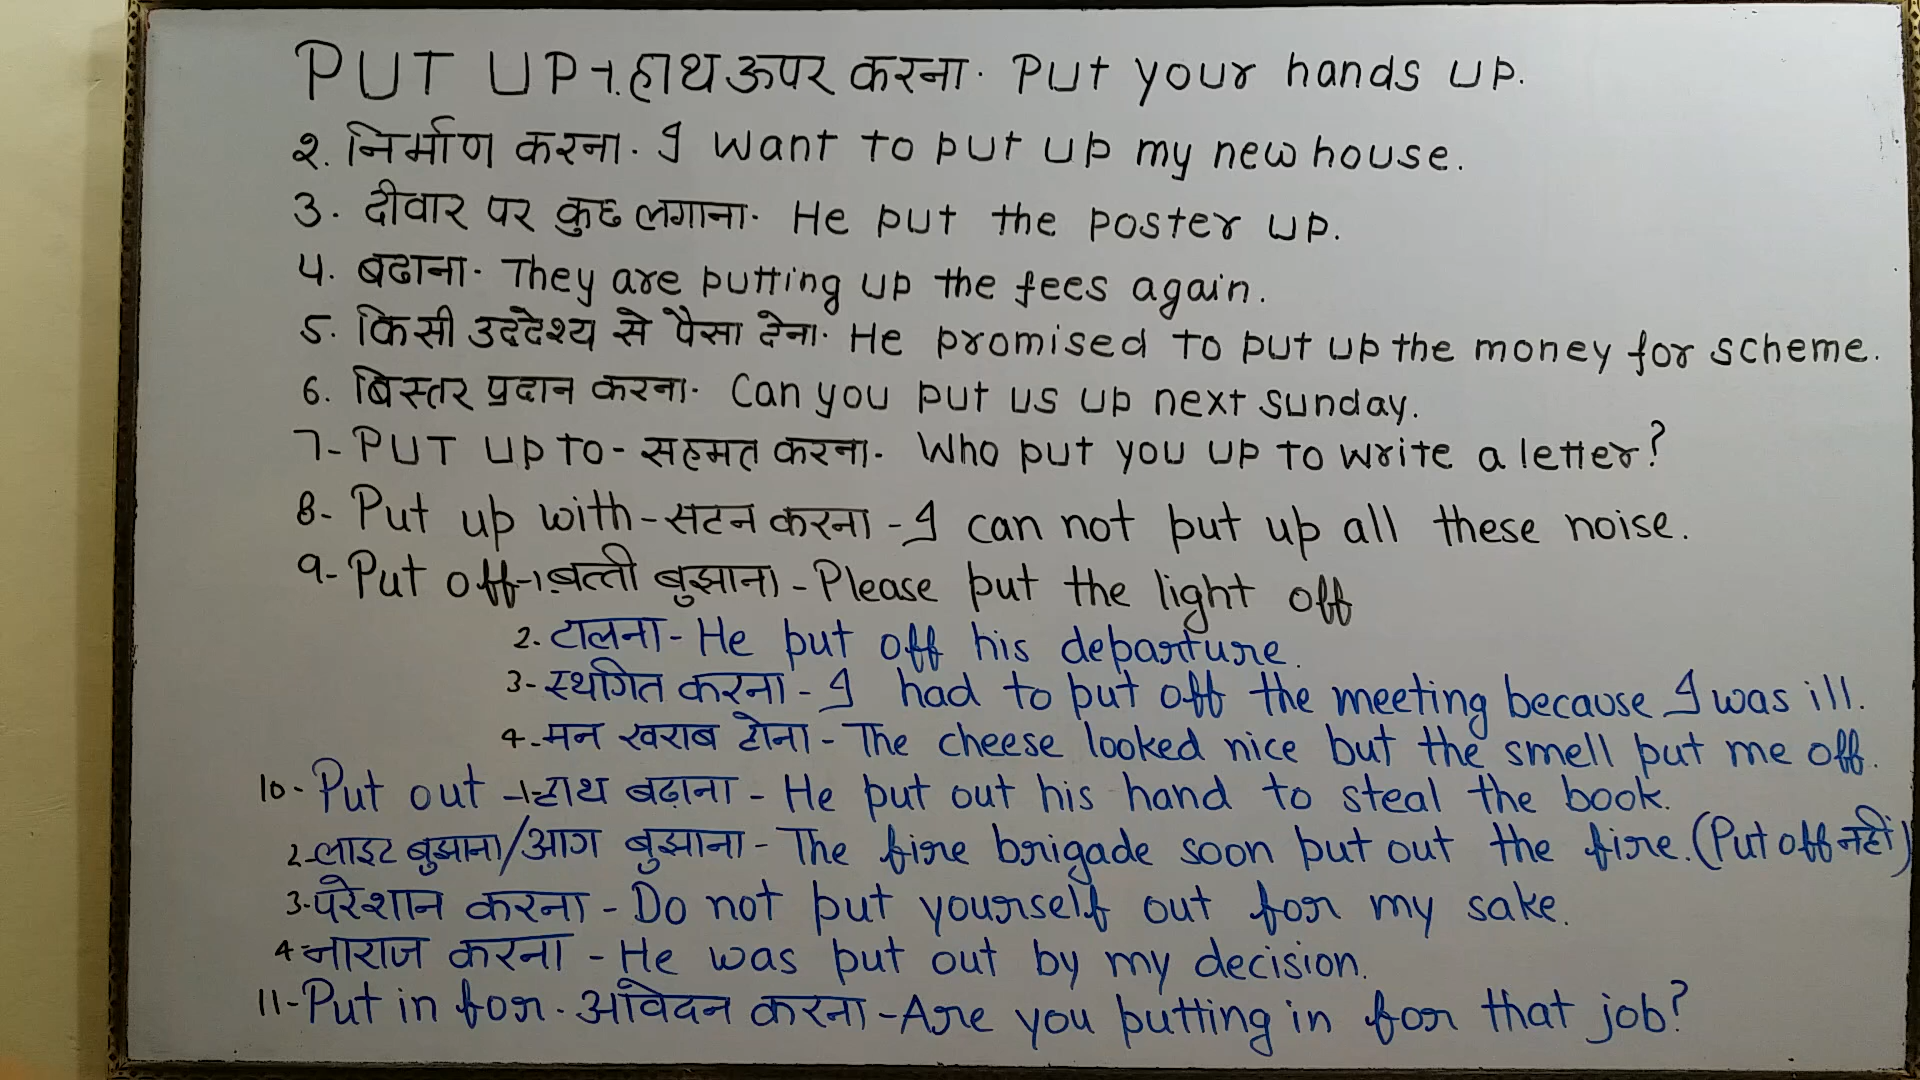 PUT UP → 1. हाथ ऊपर करना. Put your hands up.
२. निर्माण करना. I want to put up my new house.
3. दीवार पर कुछ लगाना. He put the poster up.
4. बढाना. They are putting up the fees again.
5. किसी उददेश्य से पैसा देना. He promised to put up the money for scheme.
6. बिस्तर प्रदान करना. Can you put us up next sunday.
7- PUT UP TO - सहमत करना. Who put you up to write a letter?
8- Put up with - सहन करना - I can not put up all these noise.
9- Put off → 1. बत्ती बुझाना - Please put the light off
2. टालना - He put off his departure.
3- स्थगित करना - I had to put off the meeting because I was ill.
4. - मन खराब होना - The cheese looked nice but the smell put me off.
10- Put out → 1- हाथ बढ़ाना - He put out his hand to steal the book.
2- लाइट बुझाना/आग बुझाना - The fire brigade soon put out the fire. (Put off नहीं)
3. परेशान करना - Do not put yourself out for my sake.
4- नाराज करना - He was put out by my decision.
11- Put in for. आवेदन करना - Are you putting in for that job?